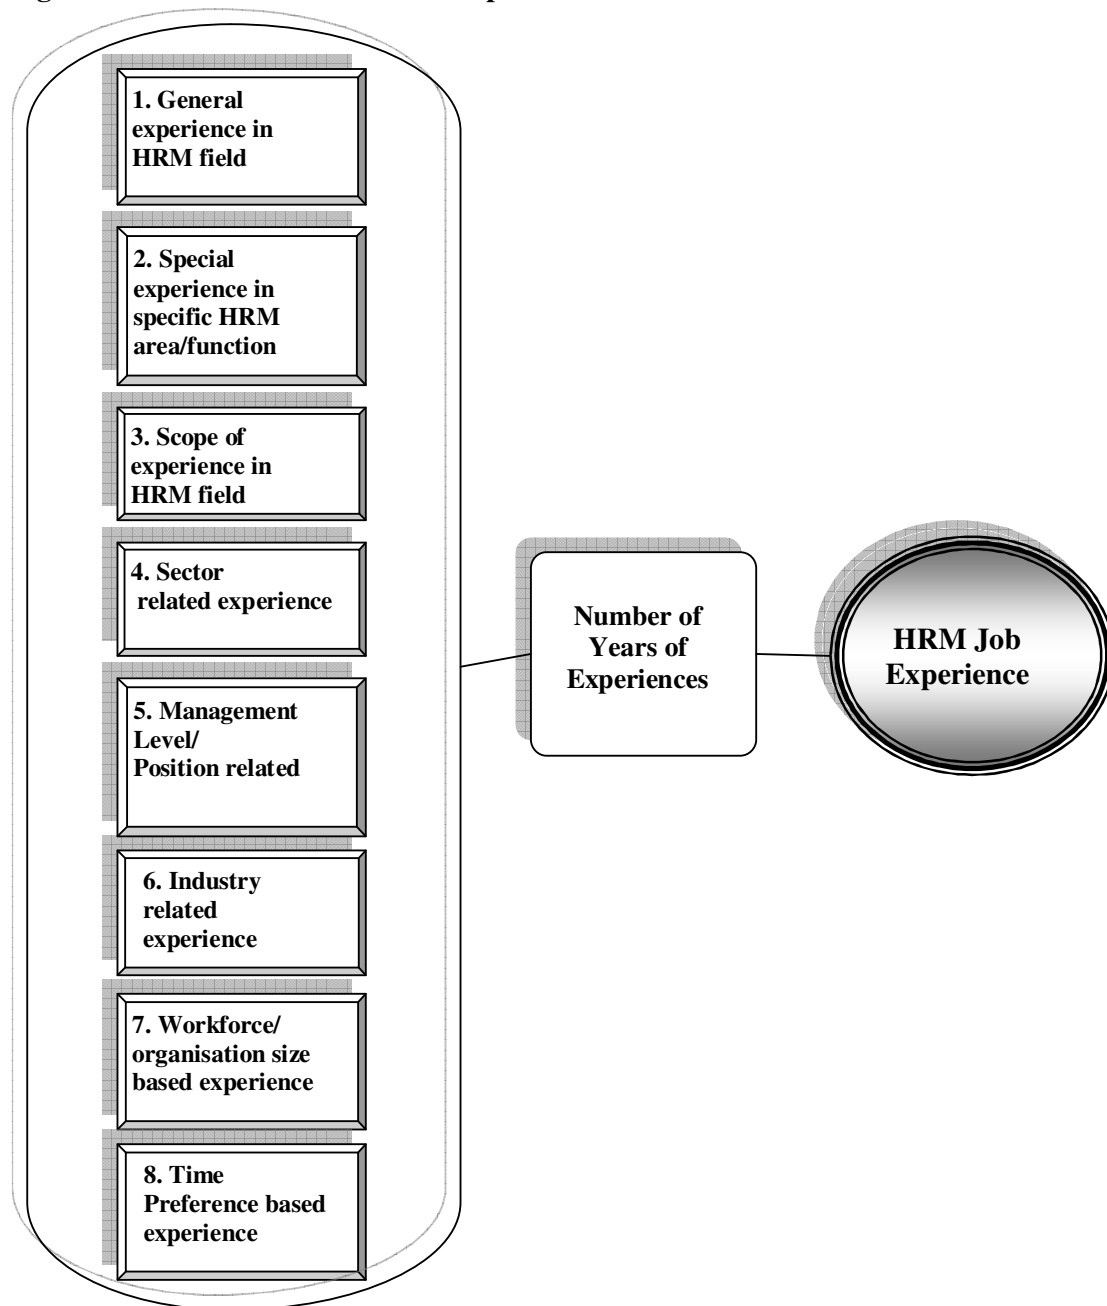 1. General
experience in
HRM field
2. Special
experience in
specific HRM
area/function
3. Scope of
experience in
HRM field
4. Sector
related experience
5. Management
Level/
Position related
6. Industry
related
experience
7. Workforce/
organisation size
based experience
8. Time
Preference based
experience
Number of
Years of
Experiences
HRM Job
Experience